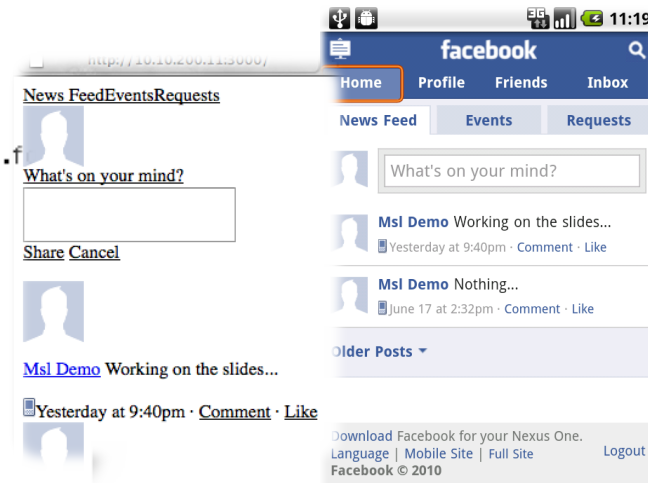 http://10.10.200.11:3000/
News FeedEventsRequests
What's on your mind?
Share Cancel
Msl Demo Working on the slides...
Yesterday at 9:40pm · Comment · Like
3G 11:19
facebook
Home Profile Friends Inbox
News Feed Events Requests
What's on your mind?
Msl Demo Working on the slides...
Yesterday at 9:40pm · Comment · Like
Msl Demo Nothing...
June 17 at 2:32pm · Comment · Like
Older Posts
Download Facebook for your Nexus One.
Language | Mobile Site | Full Site Logout
Facebook © 2010